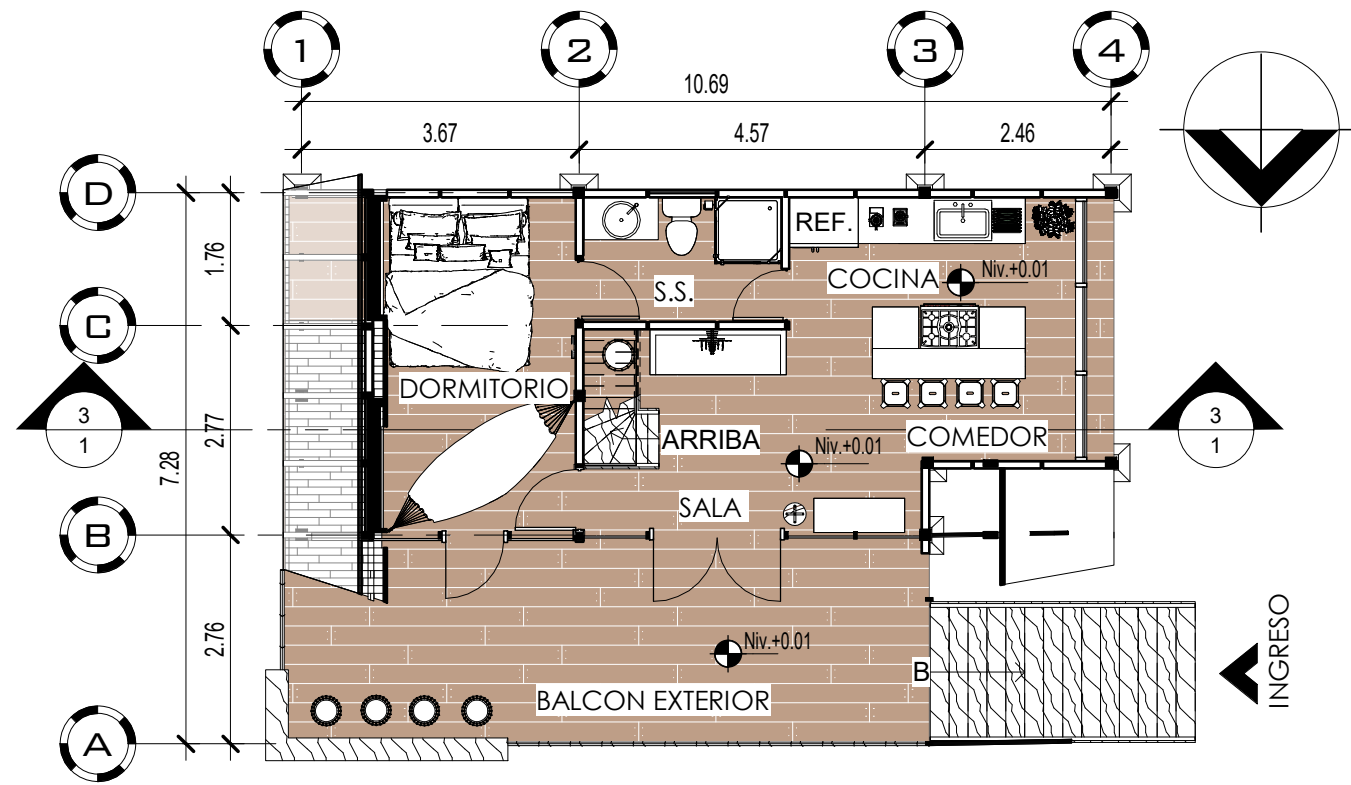 1
2
3
4
10.69
3.67
4.57
2.46
D
C
B
A
1.76
2.77
2.76
7.28
REF.
S.S.
COCINA
Niv.+0.01
DORMITORIO
3
1
ARRIBA
Niv.+0.01
COMEDOR
3
1
SALA
Niv.+0.01
B
BALCON EXTERIOR
INGRESO